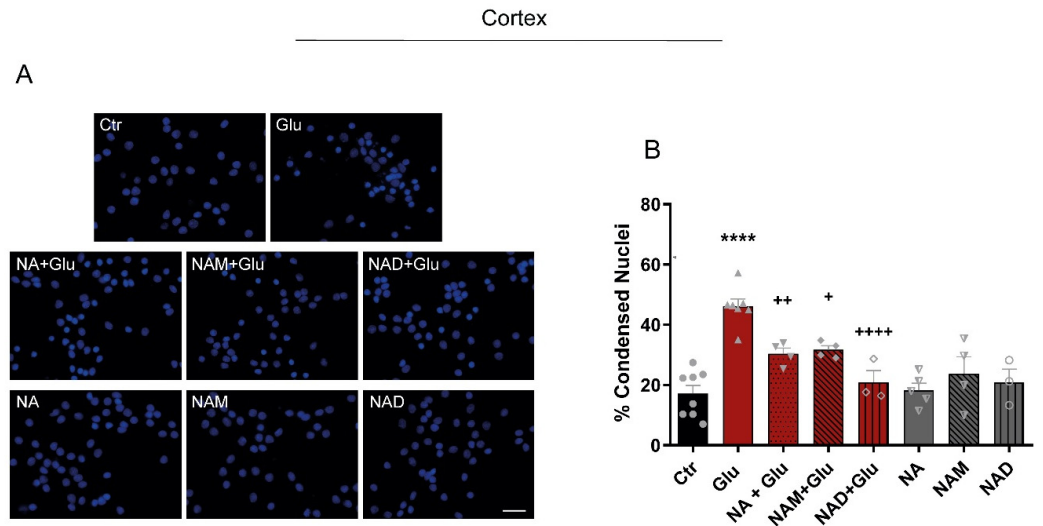 Cortex
A
Ctr
Glu
NA+Glu
NAM+Glu
NAD+Glu
NA
NAM
NAD
B
% Condensed Nuclei
80
60
40
20
0
****
++
+
++++
Ctr
Glu
NA + Glu
NAM+Glu
NAD+Glu
NA
NAM
NAD